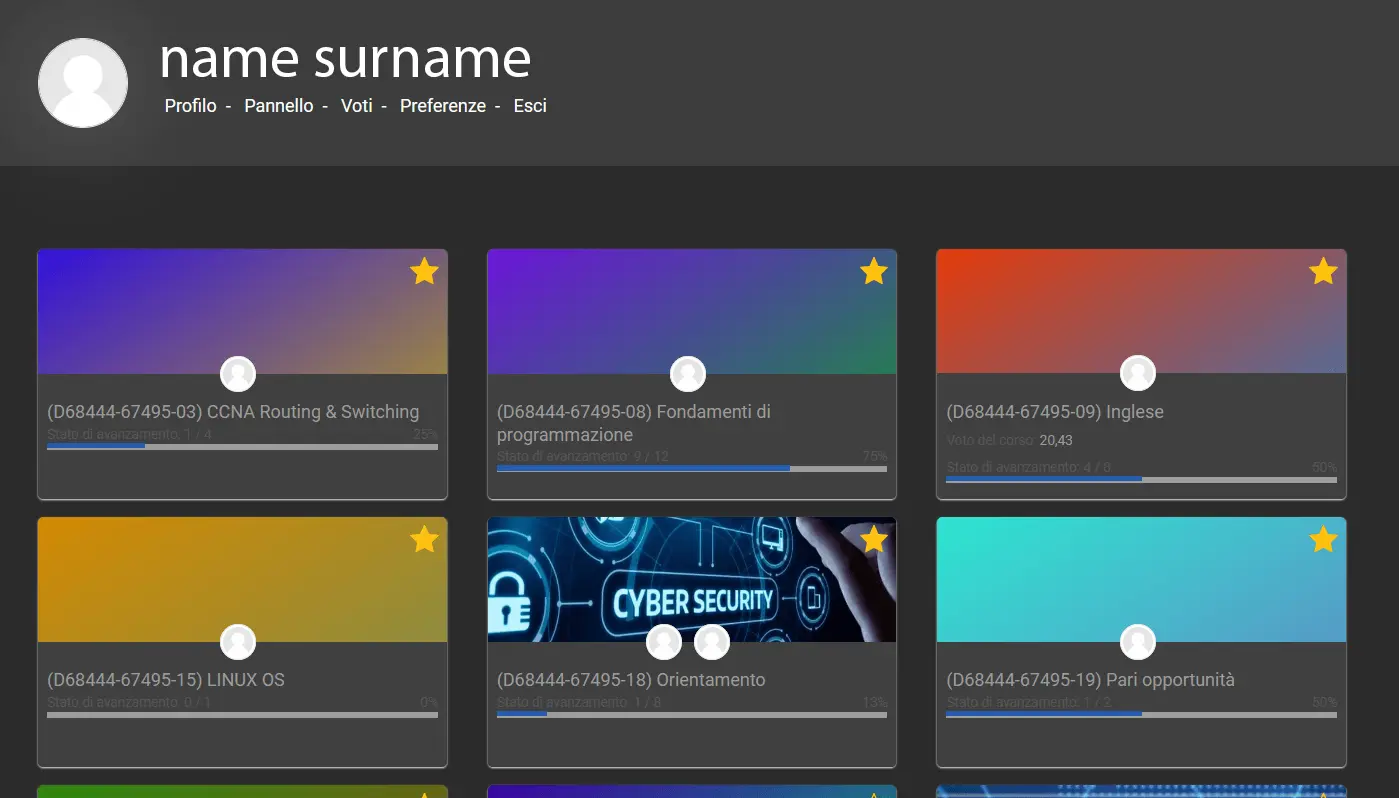 name surname
Profilo - Pannello - Voti - Preferenze - Esci
(D68444-67495-03) CCNA Routing & Switching
Stato di avanzamento: 1 / 4 25%
(D68444-67495-08) Fondamenti di
programmazione
Stato di avanzamento: 9 / 12 75%
(D68444-67495-09) Inglese
Voto del corso: 20,43
Stato di avanzamento: 4 / 8 50%
(D68444-67495-15) LINUX OS
Stato di avanzamento: 0 / 1 0%
CYBER SECURITY
(D68444-67495-18) Orientamento
Stato di avanzamento: 1 / 8 13%
(D68444-67495-19) Pari opportunità
Stato di avanzamento: 1 / 2 50%